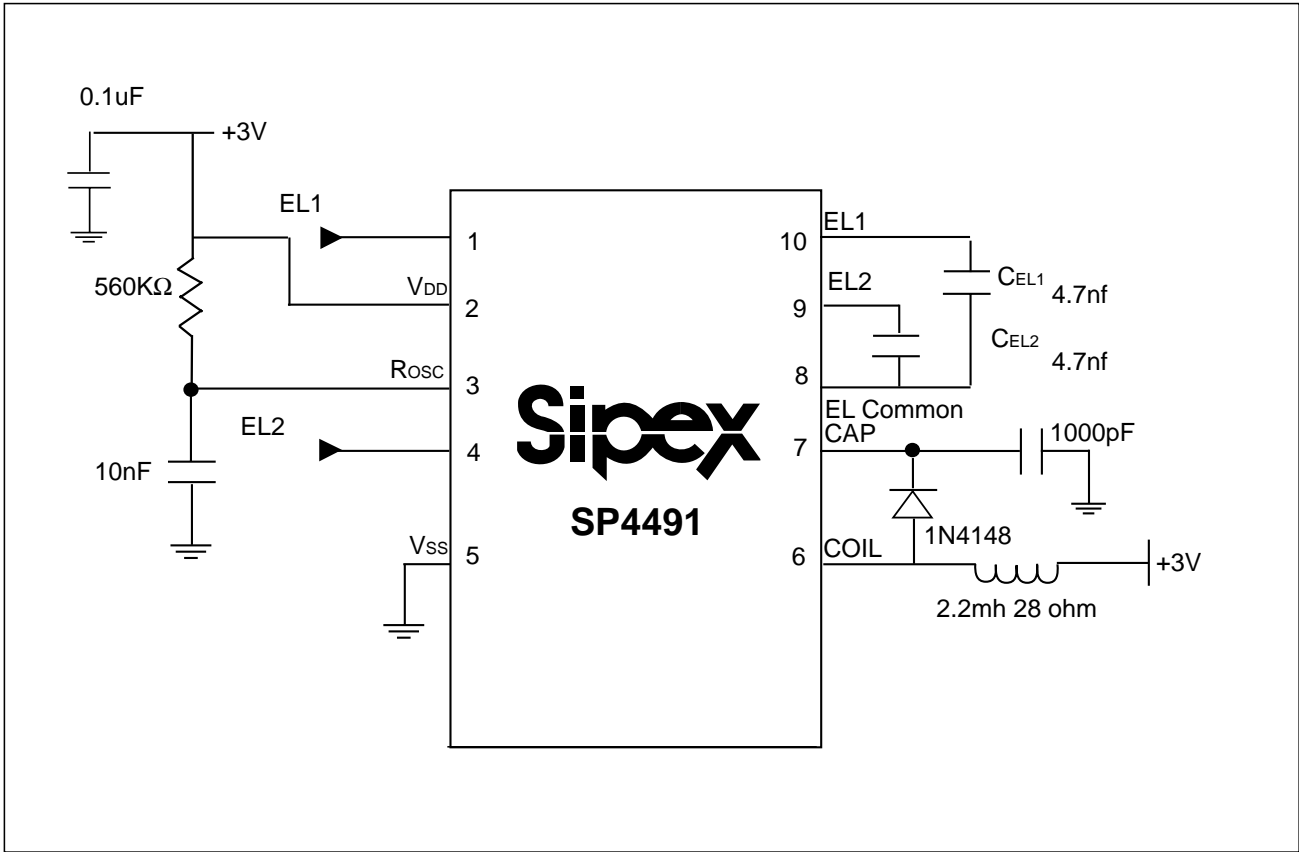 0.1uF
+3V
EL1
1
560KΩ
VDD
2
ROSC
3
EL2
4
10nF
VSS
5
Sipex
SP4491
EL1
10
EL2
9
CEL1 4.7nf
CEL2 4.7nf
8
EL Common
CAP
7
1000pF
1N4148
6
COIL
+3V
2.2mh 28 ohm